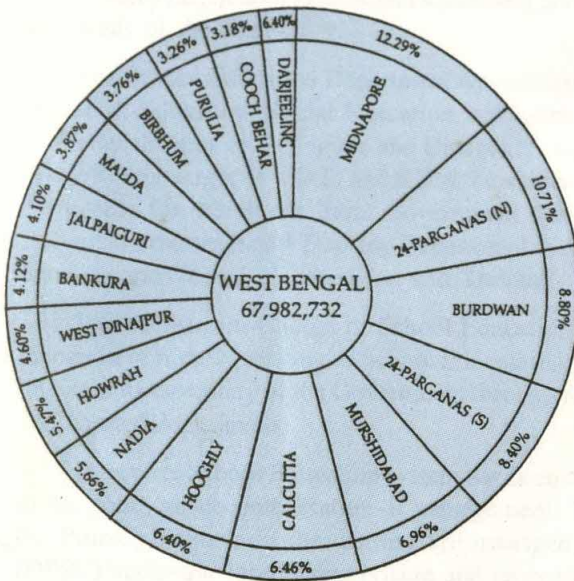 WEST BENGAL
67,982,732
12.29%
MIDNAPORE
10.71%
24-PARGANAS (N)
8.80%
BURDWAN
8.40%
24-PARGANAS (S)
6.96%
MURSHIDABAD
6.46%
CALCUTTA
6.40%
HOOGHLY
5.66%
NADIA
5.47%
HOWRAH
4.60%
WEST DINAJPUR
4.12%
BANKURA
4.10%
JALPAIGURI
3.87%
MALDA
3.76%
BIRBHUM
3.26%
PURULIA
3.18%
COOCH BEHAR
6.40%
DARJEELING